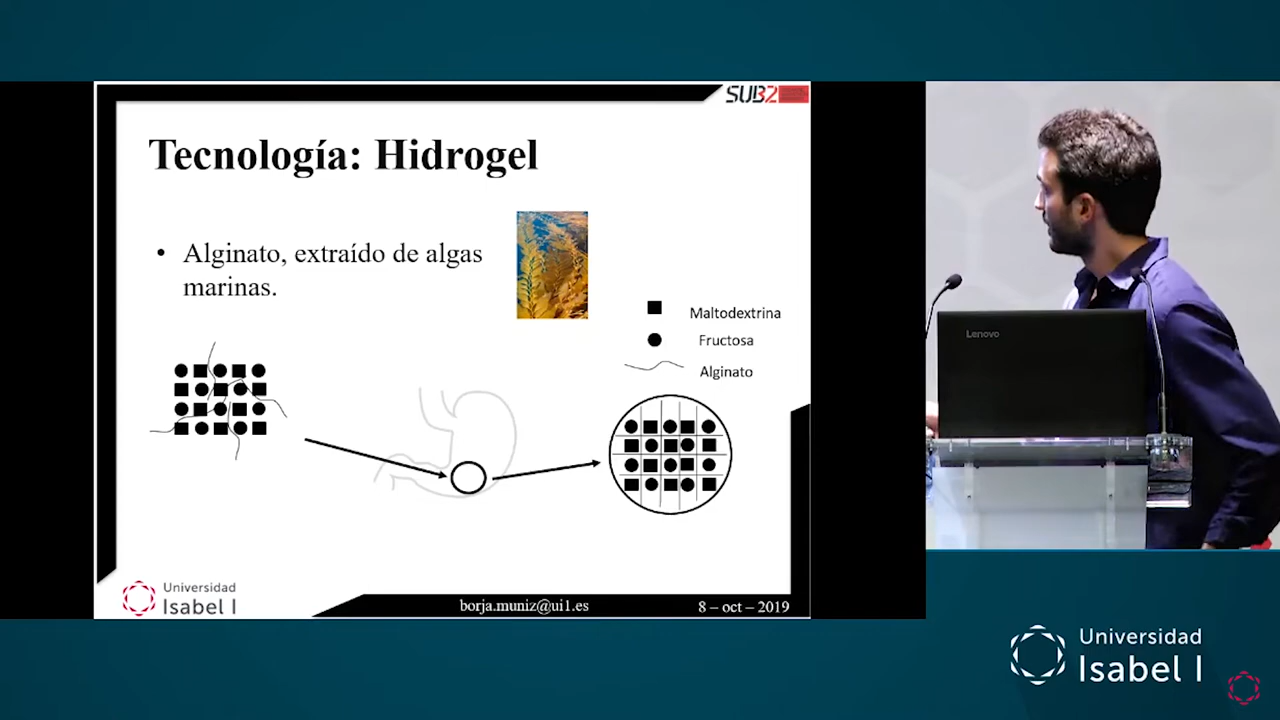 SUB2
Tecnología: Hidrogel
• Alginato, extraído de algas
marinas.
Maltodextrina
Fructosa
Alginato
Lenovo
Universidad
Isabel I
borja.muniz@ui1.es
8 – oct – 2019
Universidad
Isabel I